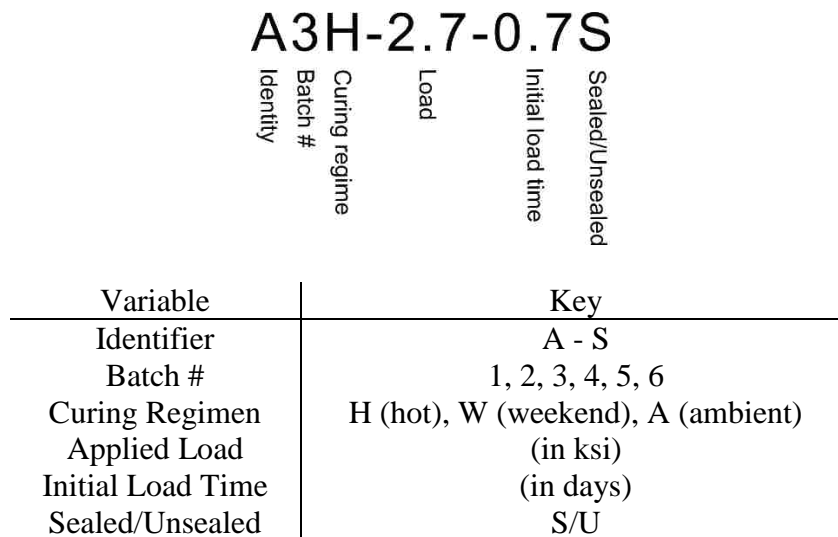 A3H-2.7-0.7S
Identity
Batch #
Curing regime
Load
Initial load time
Sealed/Unsealed
Variable Key
Identifier A - S
Batch # 1, 2, 3, 4, 5, 6
Curing Regimen H (hot), W (weekend), A (ambient)
Applied Load (in ksi)
Initial Load Time (in days)
Sealed/Unsealed S/U